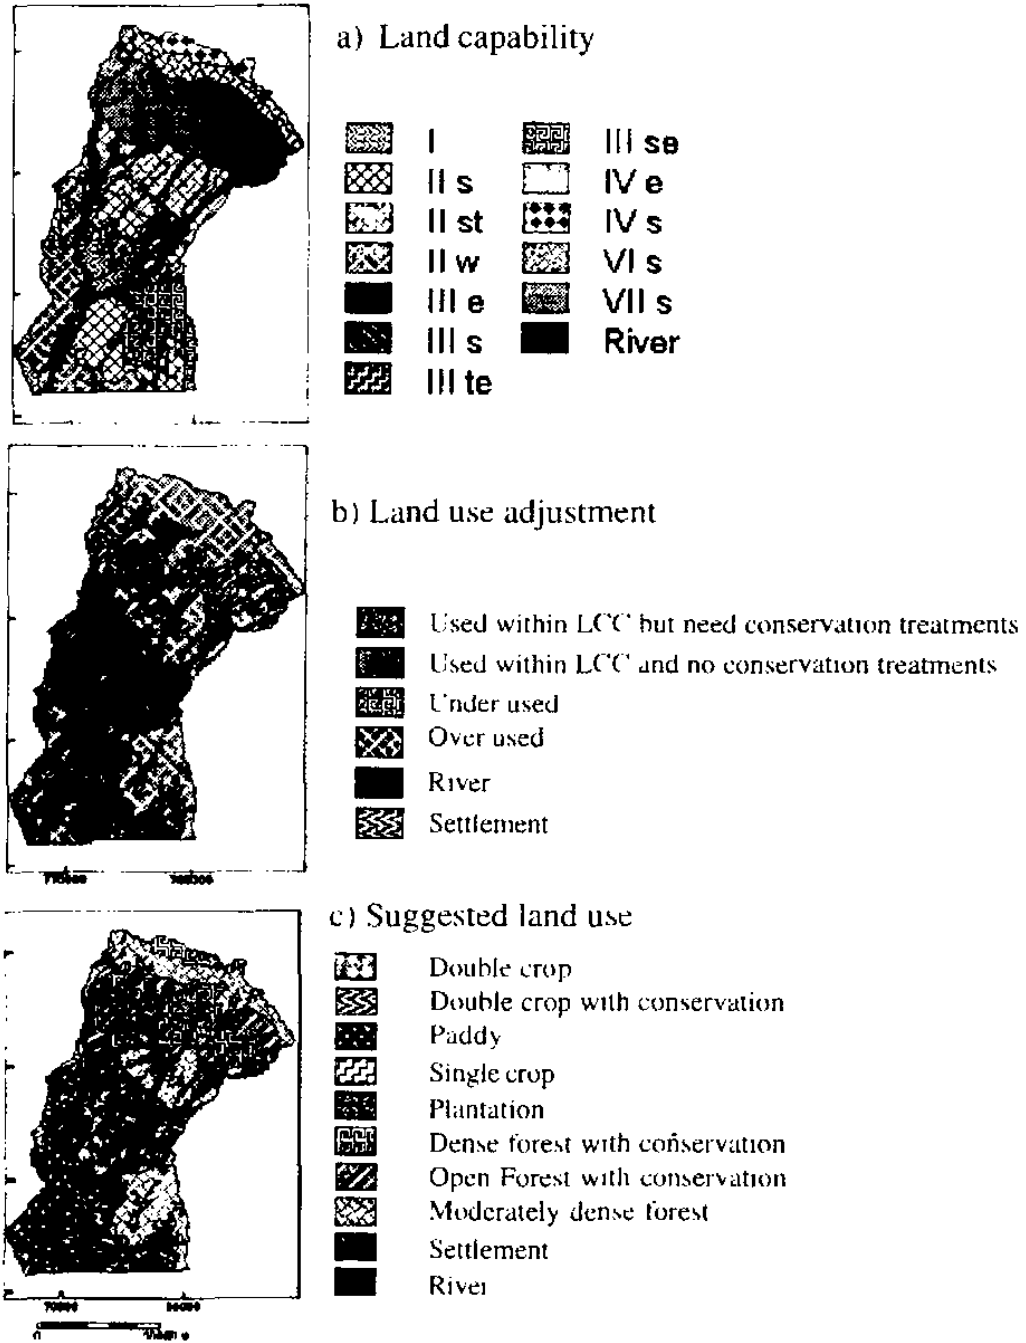 a) Land capability
I
II s
II st
II w
III e
III s
III te
III se
IV e
IV s
VI s
VII s
River
b) Land use adjustment
Used within LCC but need conservation treatments
Used within LCC and no conservation treatments
Under used
Over used
River
Settlement
c) Suggested land use
Double crop
Double crop with conservation
Paddy
Single crop
Plantation
Dense forest with conservation
Open Forest with conservation
Moderately dense forest
Settlement
River
0